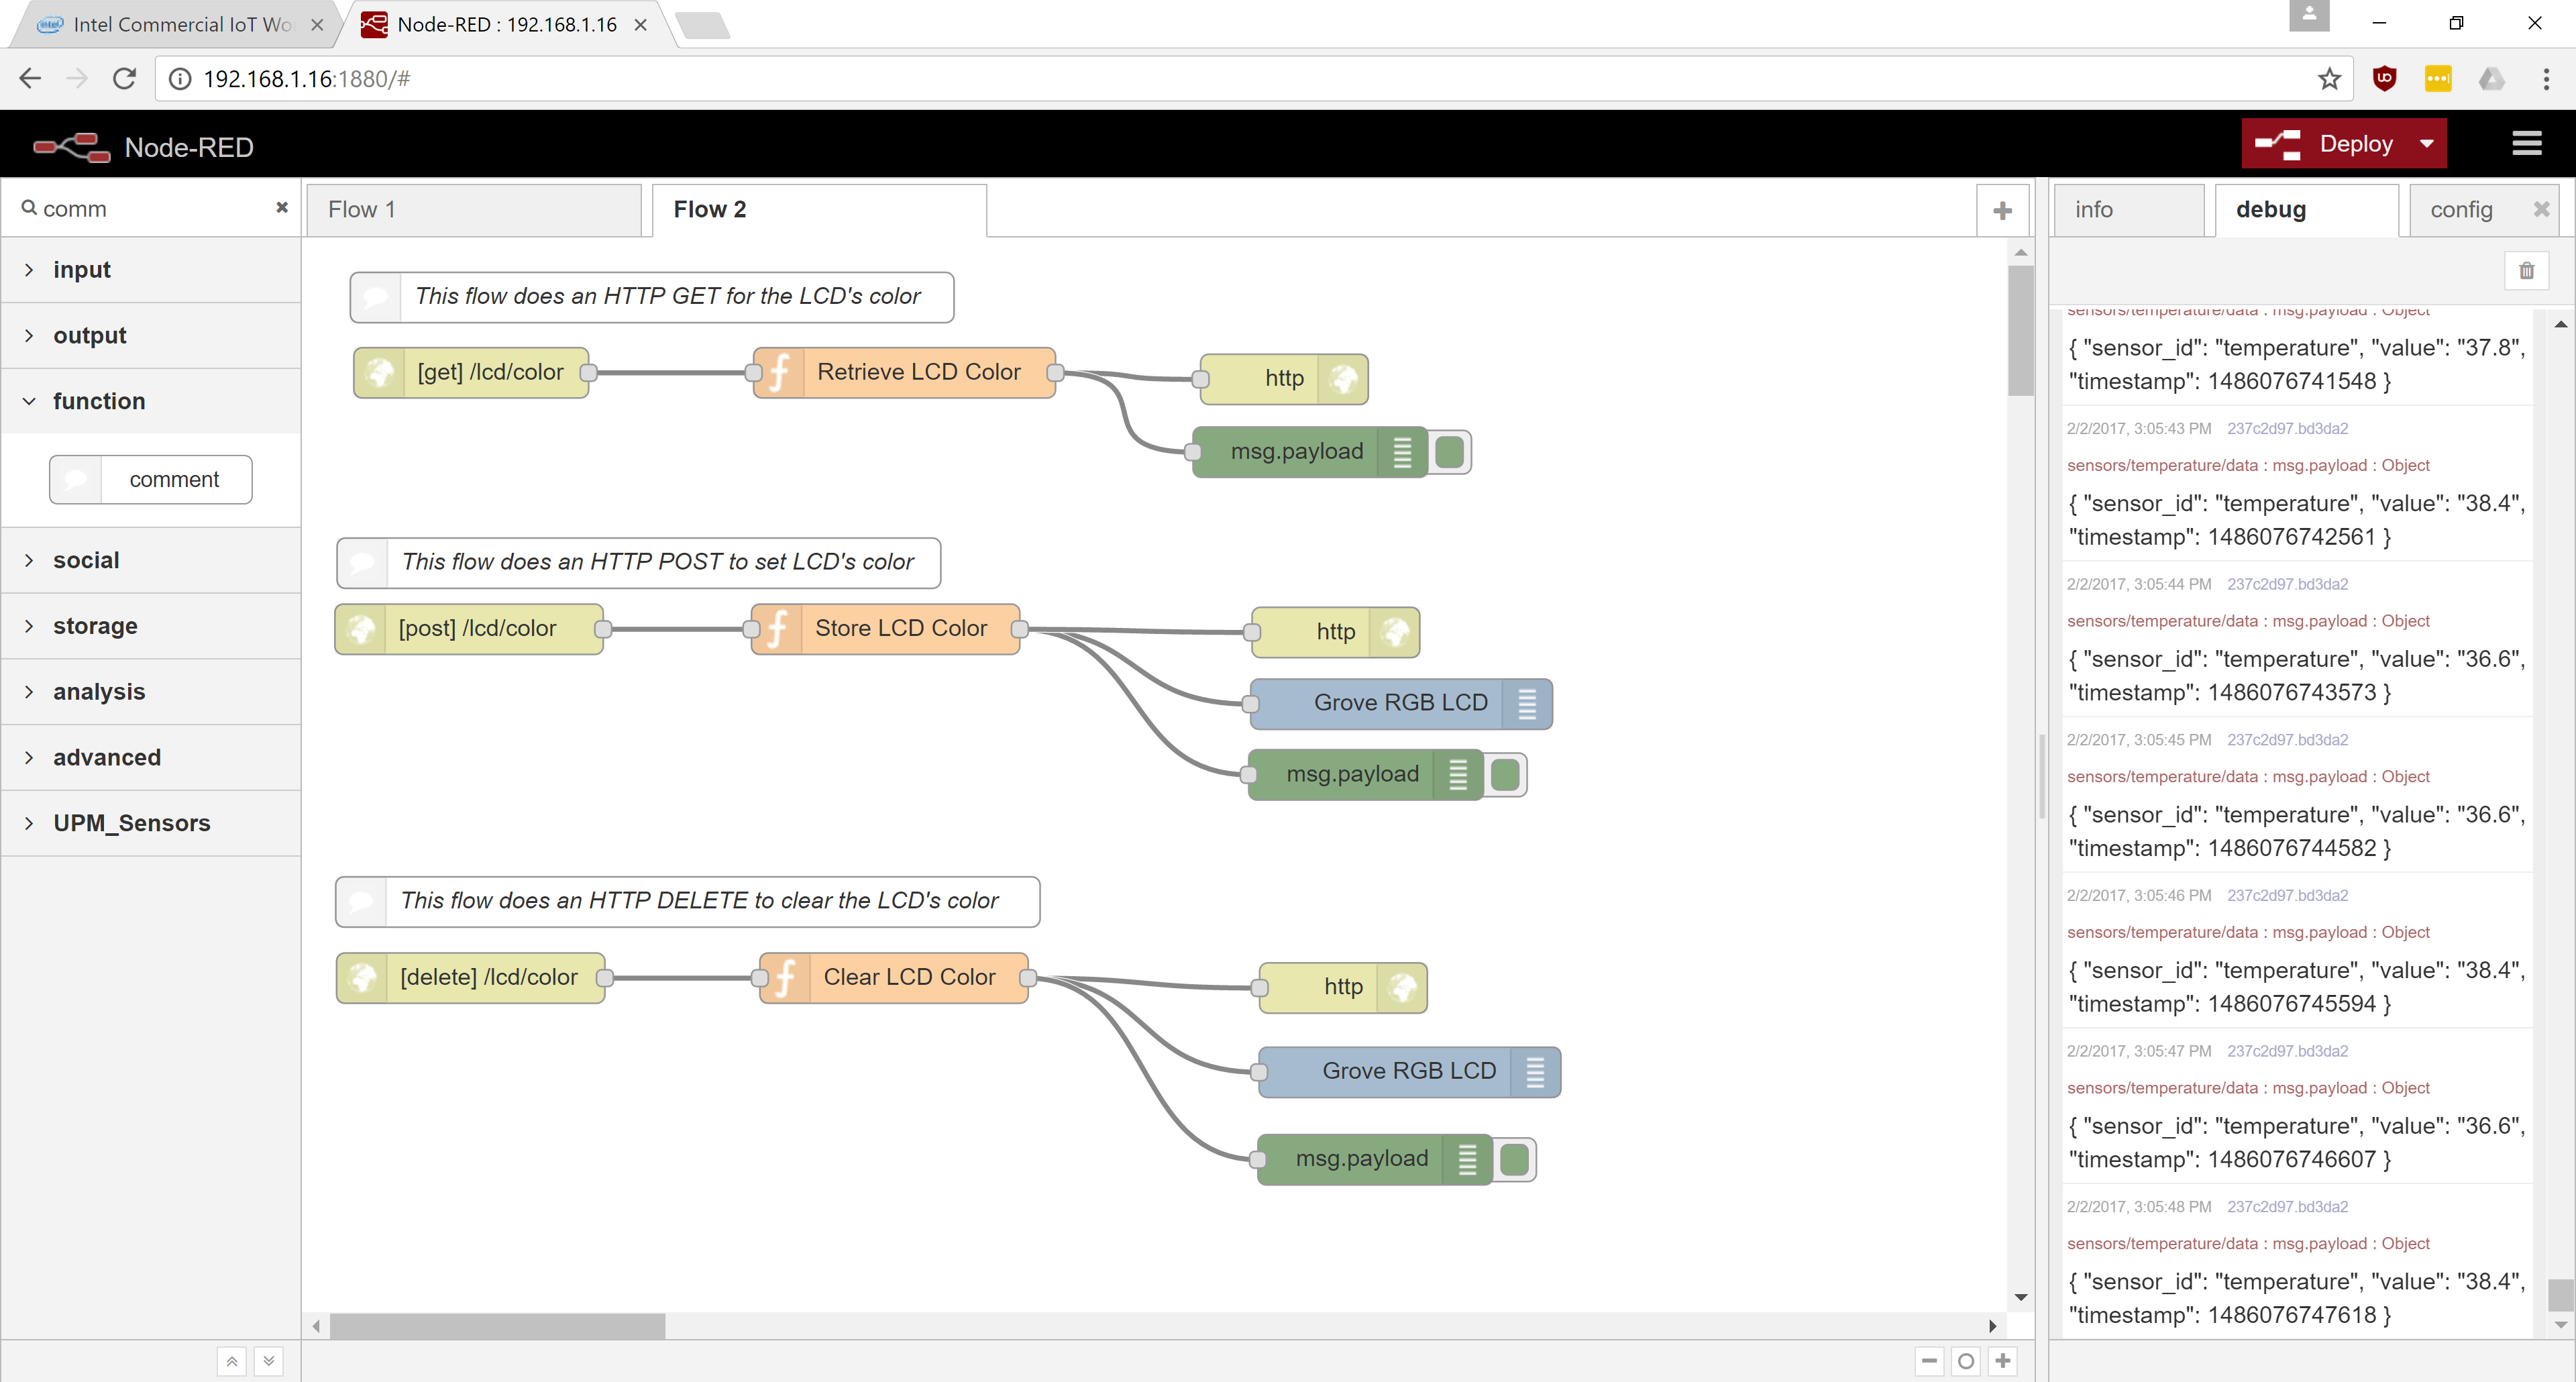 Intel Commercial IoT Wo
Node-RED : 192.168.1.16
192.168.1.16:1880/#
Node-RED
Deploy
comm
Flow 1
Flow 2
info
debug
config
input
output
function
comment
social
storage
analysis
advanced
UPM_Sensors
This flow does an HTTP GET for the LCD's color
[get] /lcd/color
Retrieve LCD Color
http
msg.payload
This flow does an HTTP POST to set LCD's color
[post] /lcd/color
Store LCD Color
http
Grove RGB LCD
msg.payload
This flow does an HTTP DELETE to clear the LCD's color
[delete] /lcd/color
Clear LCD Color
http
Grove RGB LCD
msg.payload
sensors/temperature/data : msg.payload : Object
{ "sensor_id": "temperature", "value": "37.8",
"timestamp": 1486076741548 }
2/2/2017, 3:05:43 PM 237c2d97.bd3da2
sensors/temperature/data : msg.payload : Object
{ "sensor_id": "temperature", "value": "38.4",
"timestamp": 1486076742561 }
2/2/2017, 3:05:44 PM 237c2d97.bd3da2
sensors/temperature/data : msg.payload : Object
{ "sensor_id": "temperature", "value": "36.6",
"timestamp": 1486076743573 }
2/2/2017, 3:05:45 PM 237c2d97.bd3da2
sensors/temperature/data : msg.payload : Object
{ "sensor_id": "temperature", "value": "36.6",
"timestamp": 1486076744582 }
2/2/2017, 3:05:46 PM 237c2d97.bd3da2
sensors/temperature/data : msg.payload : Object
{ "sensor_id": "temperature", "value": "38.4",
"timestamp": 1486076745594 }
2/2/2017, 3:05:47 PM 237c2d97.bd3da2
sensors/temperature/data : msg.payload : Object
{ "sensor_id": "temperature", "value": "36.6",
"timestamp": 1486076746607 }
2/2/2017, 3:05:48 PM 237c2d97.bd3da2
sensors/temperature/data : msg.payload : Object
{ "sensor_id": "temperature", "value": "38.4",
"timestamp": 1486076747618 }